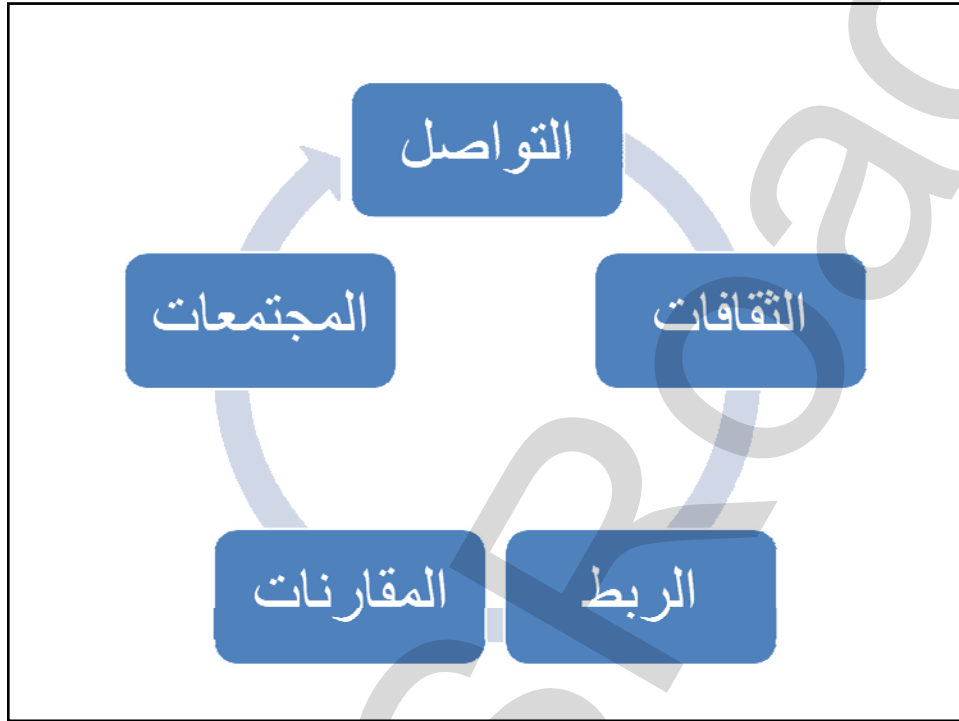 التواصل
الثقافات
الربط
المقارنات
المجتمعات